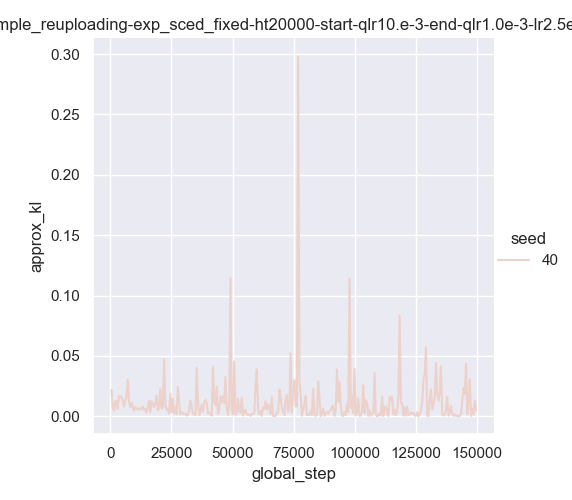 mple_reuploading-exp_sced_fixed-ht20000-start-qlr10.e-3-end-qlr1.0e-3-lr2.5e
0.30
0.25
0.20
0.15
0.10
0.05
0.00
approx_kl
0 25000 50000 75000 100000 125000 150000
global_step
seed
40